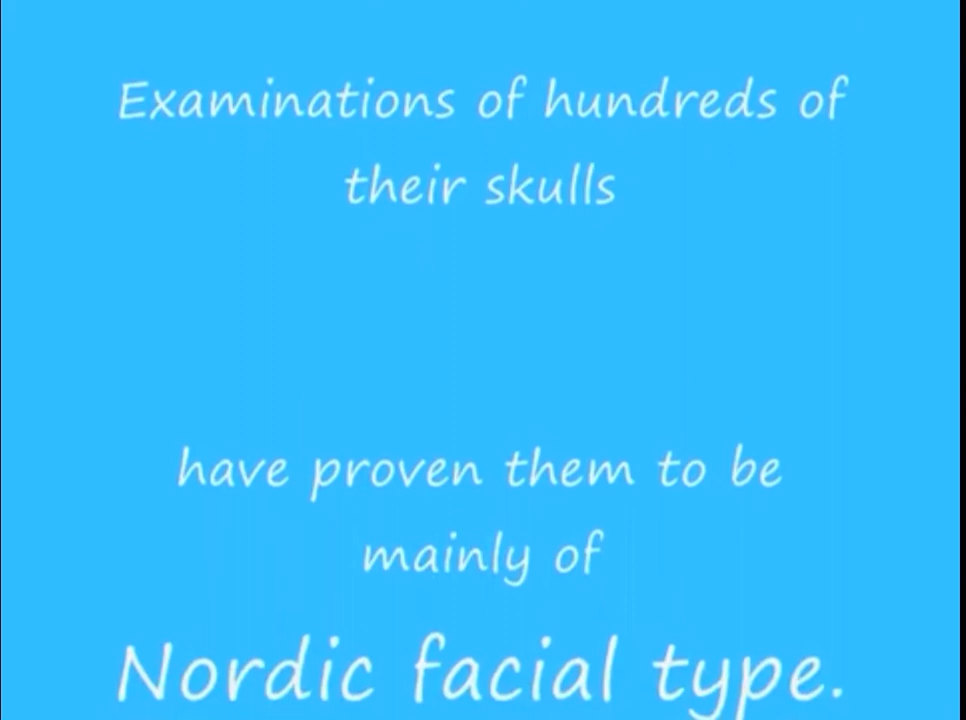 Examinations of hundreds of
their skulls
have proven them to be
mainly of
Nordic facial type.